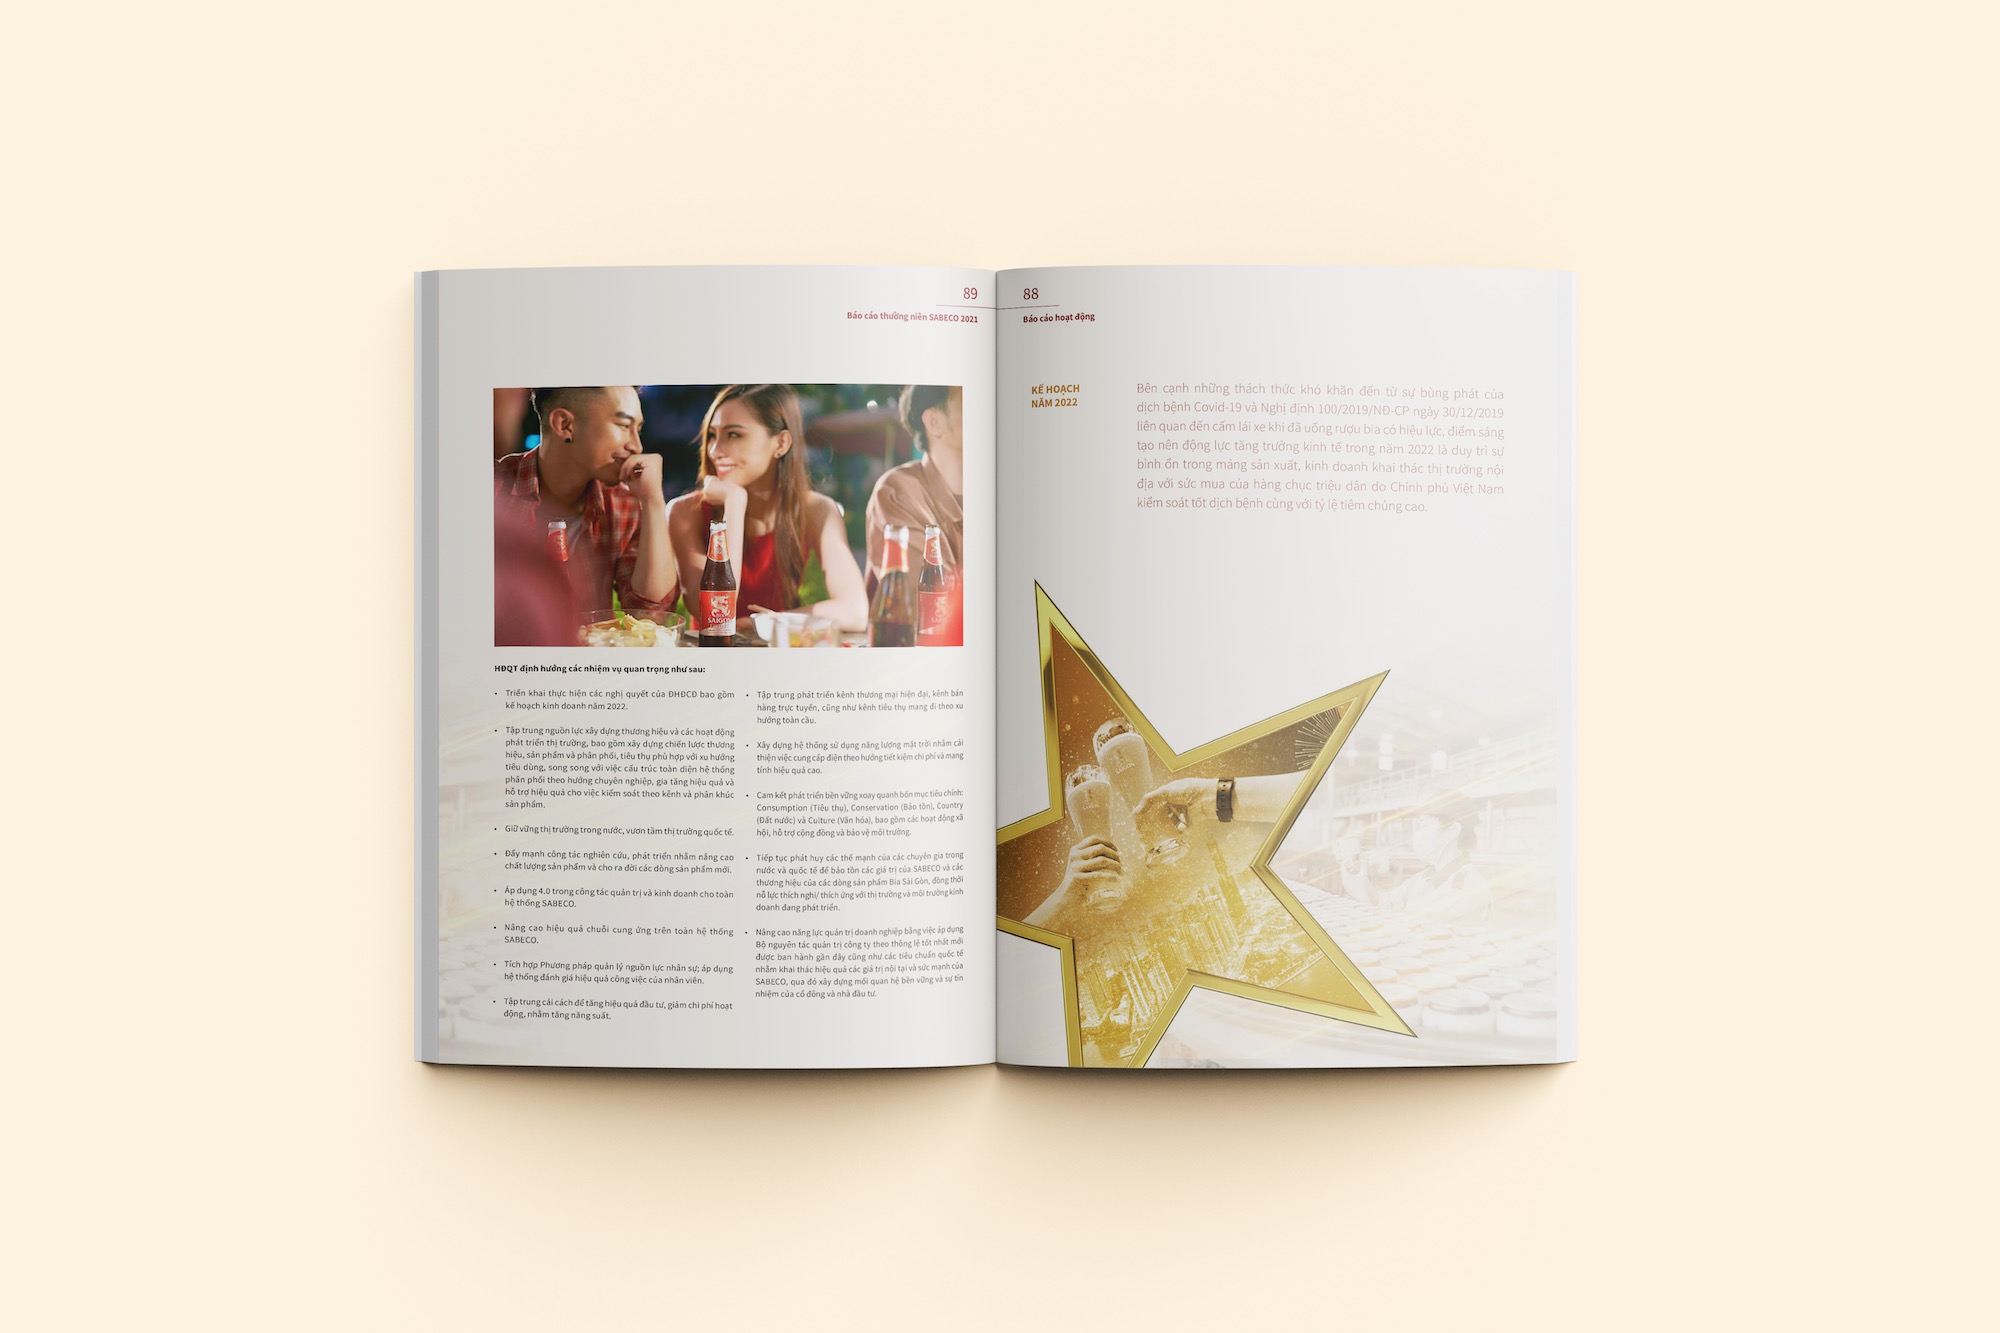 89
Báo cáo thường niên SABECO 2021
SAIGON
HĐQT định hướng các nhiệm vụ quan trọng như sau:
• Triển khai thực hiện các nghị quyết của ĐHĐCĐ bao gồm
kế hoạch kinh doanh năm 2022.
• Tập trung nguồn lực xây dựng thương hiệu và các hoạt động
phát triển thị trường, bao gồm xây dựng chiến lược thương
hiệu, sản phẩm và phân phối, tiêu thụ phù hợp với xu hướng
tiêu dùng, song song với việc cấu trúc toàn diện hệ thống
phân phối theo hướng chuyên nghiệp, gia tăng hiệu quả và
hỗ trợ hiệu quả cho việc kiểm soát theo kênh và phân khúc
sản phẩm.
• Giữ vững thị trường trong nước, vươn tầm thị trường quốc tế.
• Đẩy mạnh công tác nghiên cứu, phát triển nhằm nâng cao
chất lượng sản phẩm và cho ra đời các dòng sản phẩm mới.
• Áp dụng 4.0 trong công tác quản trị và kinh doanh cho toàn
hệ thống SABECO.
• Nâng cao hiệu quả chuỗi cung ứng trên toàn hệ thống
SABECO.
• Tích hợp Phương pháp quản lý nguồn lực nhân sự; áp dụng
hệ thống đánh giá hiệu quả công việc của nhân viên.
• Tập trung cải cách để tăng hiệu quả đầu tư, giảm chi phí hoạt
động, nhằm tăng năng suất.
• Tập trung phát triển kênh thương mại hiện đại, kênh bán
hàng trực tuyến, cũng như kênh tiêu thụ mang đi theo xu
hướng toàn cầu.
• Xây dựng hệ thống sử dụng năng lượng mặt trời nhằm cải
thiện việc cung cấp điện theo hướng tiết kiệm chi phí và mang
tính hiệu quả cao.
• Cam kết phát triển bền vững xoay quanh bốn mục tiêu chính:
Consumption (Tiêu thụ), Conservation (Bảo tồn), Country
(Đất nước) và Culture (Văn hóa), bao gồm các hoạt động xã
hội, hỗ trợ cộng đồng và bảo vệ môi trường.
• Tiếp tục phát huy các thế mạnh của các chuyên gia trong
nước và quốc tế để bảo tồn các giá trị của SABECO và các
thương hiệu của các dòng sản phẩm Bia Sài Gòn, đồng thời
nỗ lực thích nghi/ thích ứng với thị trường và môi trường kinh
doanh đang phát triển.
• Nâng cao năng lực quản trị doanh nghiệp bằng việc áp dụng
Bộ nguyên tắc quản trị công ty theo thông lệ tốt nhất mới
được ban hành gần đây cũng như các tiêu chuẩn quốc tế
nhằm khai thác hiệu quả các giá trị nội tại và sức mạnh của
SABECO, qua đó xây dựng mối quan hệ bền vững và sự tín
nhiệm của cổ đông và nhà đầu tư.
88
Báo cáo hoạt động
KẾ HOẠCH
NĂM 2022
Bên cạnh những thách thức khó khăn đến từ sự bùng phát của
dịch bệnh Covid-19 và Nghị định 100/2019/NĐ-CP ngày 30/12/2019
liên quan đến cấm lái xe khi đã uống rượu bia có hiệu lực, điểm sáng
tạo nên động lực tăng trưởng kinh tế trong năm 2022 là duy trì sự
bình ổn trong mảng sản xuất, kinh doanh khai thác thị trường nội
địa với sức mua của hàng chục triệu dân do Chính phủ Việt Nam
kiểm soát tốt dịch bệnh cùng với tỷ lệ tiêm chủng cao.